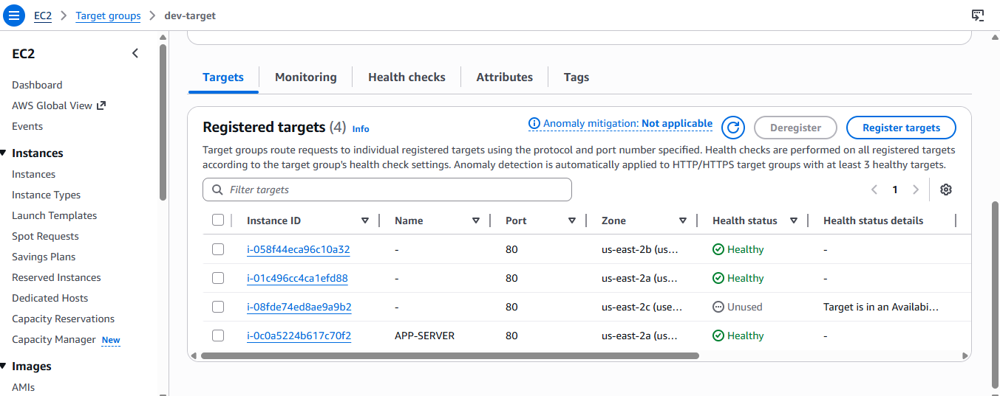 EC2 > Target groups > dev-target
EC2
Dashboard
AWS Global View
Events
Instances
Instances
Instance Types
Launch Templates
Spot Requests
Savings Plans
Reserved Instances
Dedicated Hosts
Capacity Reservations
Capacity Manager New
Images
AMIs
Targets Monitoring Health checks Attributes Tags
Registered targets (4) Info
Anomaly mitigation: Not applicable
Deregister
Register targets
Target groups route requests to individual registered targets using the protocol and port number specified. Health checks are performed on all registered targets
according to the target group's health check settings. Anomaly detection is automatically applied to HTTP/HTTPS target groups with at least 3 healthy targets.
Filter targets
1
Instance ID Name Port Zone Health status Health status details
i-058f44eca96c10a32 - 80 us-east-2b (us... Healthy -
i-01c496cc4ca1efd88 - 80 us-east-2a (us... Healthy -
i-08fde74ed8ae9a9b2 - 80 us-east-2c (use... Unused Target is in an Availabi...
i-0c0a5224b617c70f2 APP-SERVER 80 us-east-2a (us... Healthy -